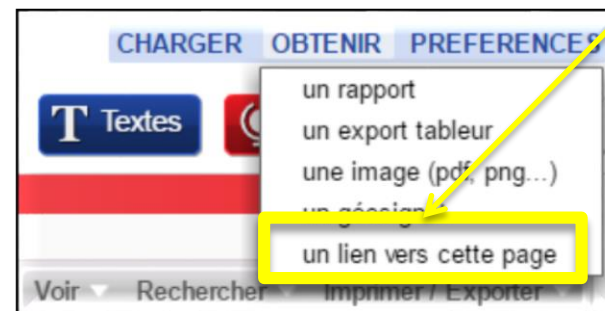 CHARGER OBTENIR PREFERENCES
un rapport
T Textes
un export tableur
une image (pdf, png...)
un lien vers cette page
Voir Rechercher Imprimer / Exporter